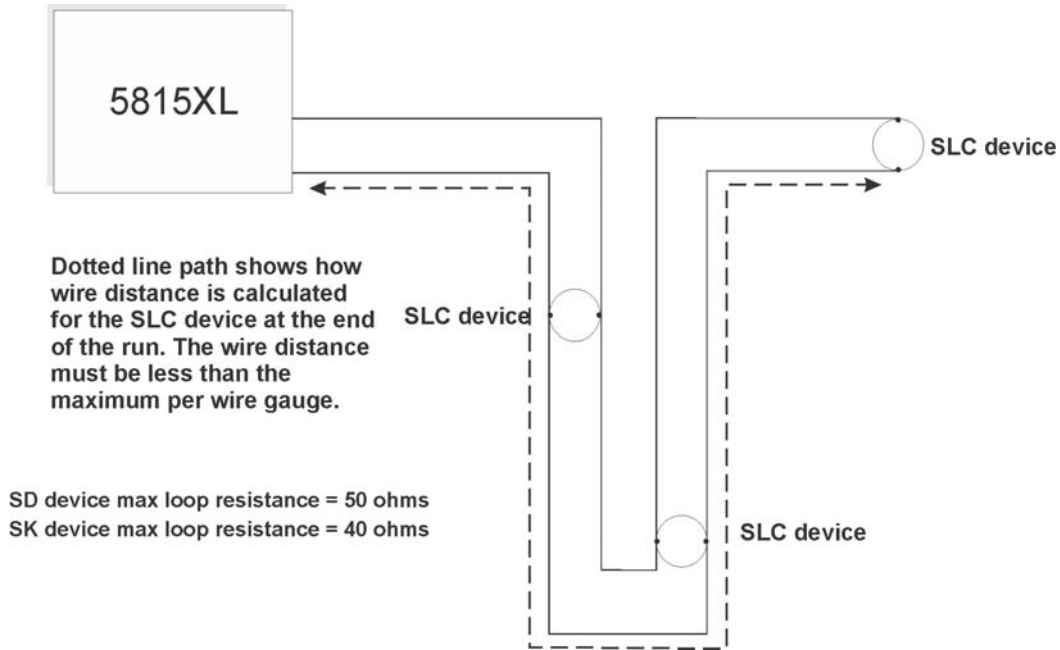 5815XL
SLC device
Dotted line path shows how
wire distance is calculated
for the SLC device at the end
of the run. The wire distance
must be less than the
maximum per wire gauge.
SLC device
SD device max loop resistance = 50 ohms
SK device max loop resistance = 40 ohms
SLC device